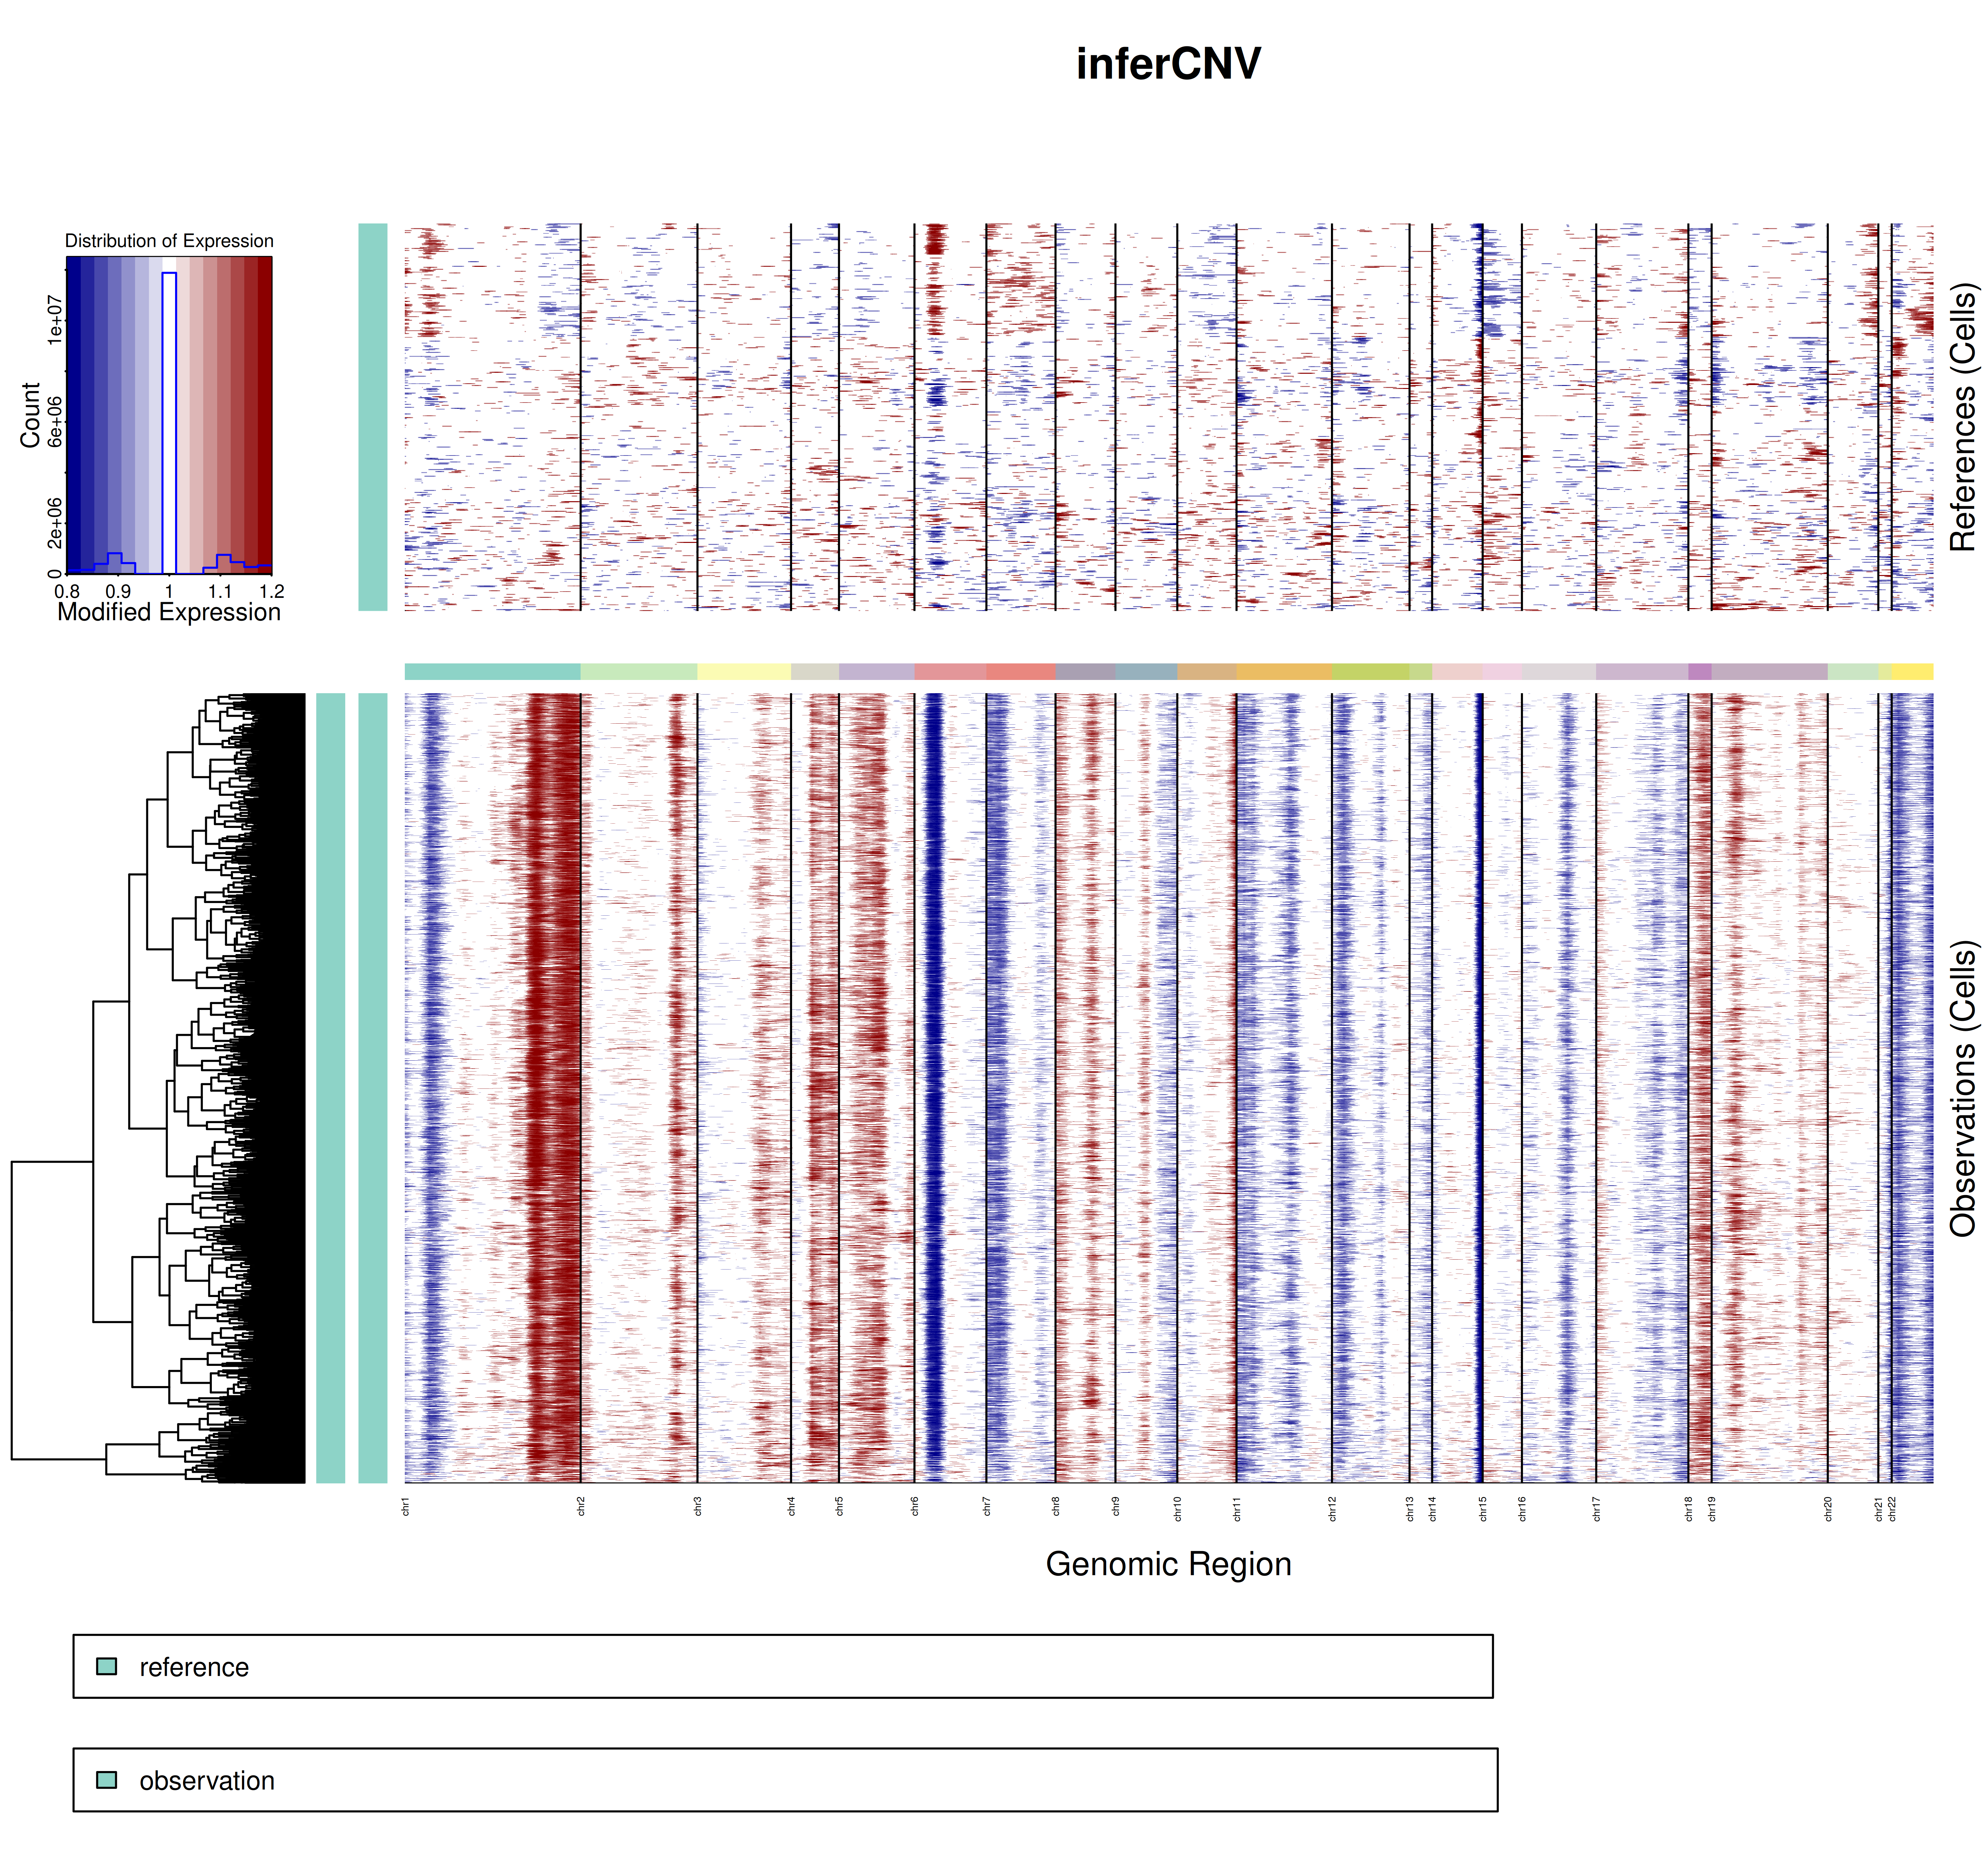 inferCNV
Distribution of Expression
Count
0
2e+06
6e+06
1e+07
0.8 0.9 1 1.1 1.2
Modified Expression
References (Cells)
Observations (Cells)
chr1 chr2 chr3 chr4 chr5 chr6 chr7 chr8 chr9 chr10 chr11 chr12 chr13 chr14 chr15 chr16 chr17 chr18 chr19 chr20 chr21 chr22
Genomic Region
reference
observation